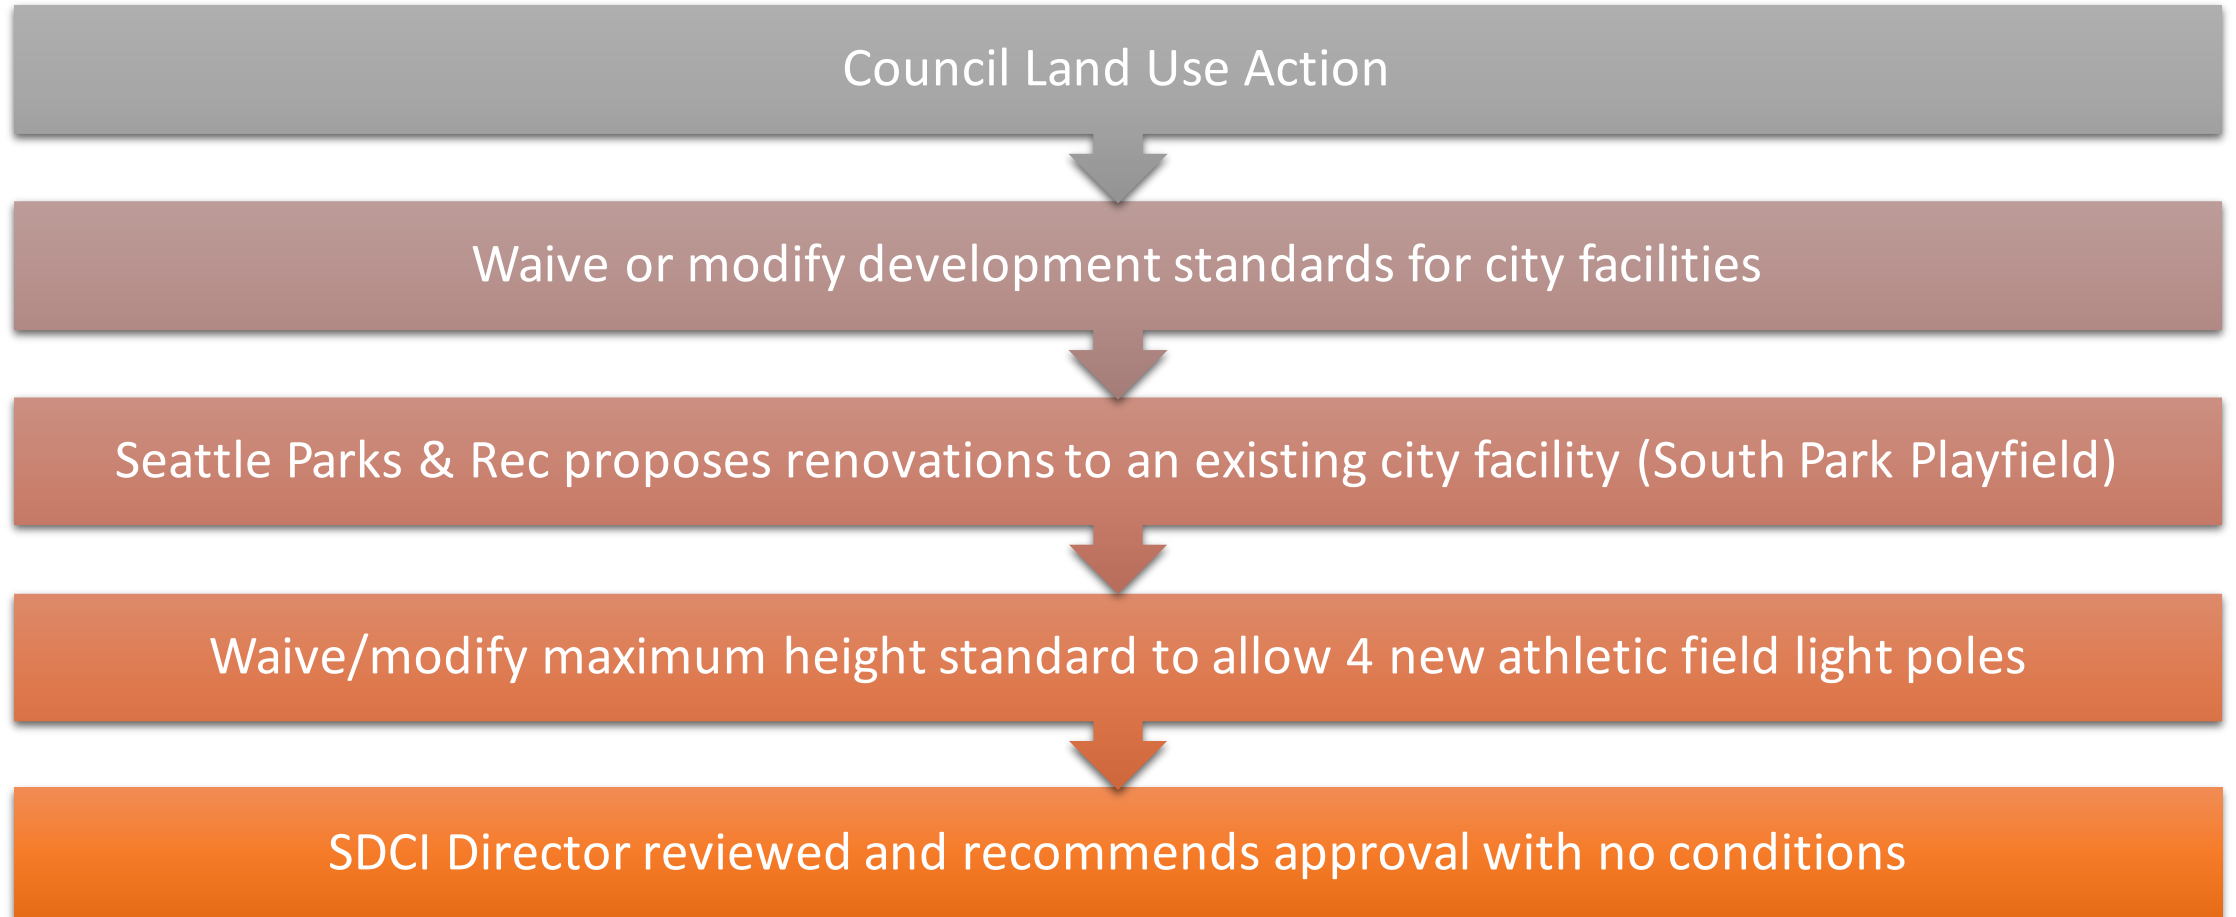 Council Land Use Action
Waive or modify development standards for city facilities
Seattle Parks & Rec proposes renovations to an existing city facility (South Park Playfield)
Waive/modify maximum height standard to allow 4 new athletic field light poles
SDCI Director reviewed and recommends approval with no conditions